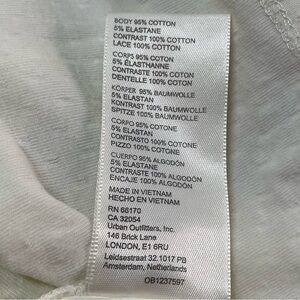 BODY 95% COTTON
5% ELASTANE
CONTRAST 100% COTTON
LACE 100% COTTON
CORPS 95% COTON
5% ÉLASTHANNE
CONTRASTE 100% COTON
DENTELLE 100% COTON
KÖRPER 95% BAUMWOLLE
5% ELASTAN
KONTRAST 100% BAUMWOLLE
SPITZE 100% BAUMWOLLE
CORPO 95% COTONE
5% ELASTAN
CONTRASTO 100% COTONE
PIZZO 100% COTONE
CUERPO 95% ALGODÓN
5% ELASTANE
CONTRASTE 100% ALGODÓN
ENCAJE 100% ALGODÓN
MADE IN VIETNAM
HECHO EN VIETNAM
RN 66170
CA 32054
Urban Outfitters, Inc.
146 Brick Lane
LONDON, E1 6RU
Leidsestraat 32.1017 PB
Amsterdam, Netherlands
OB1237597